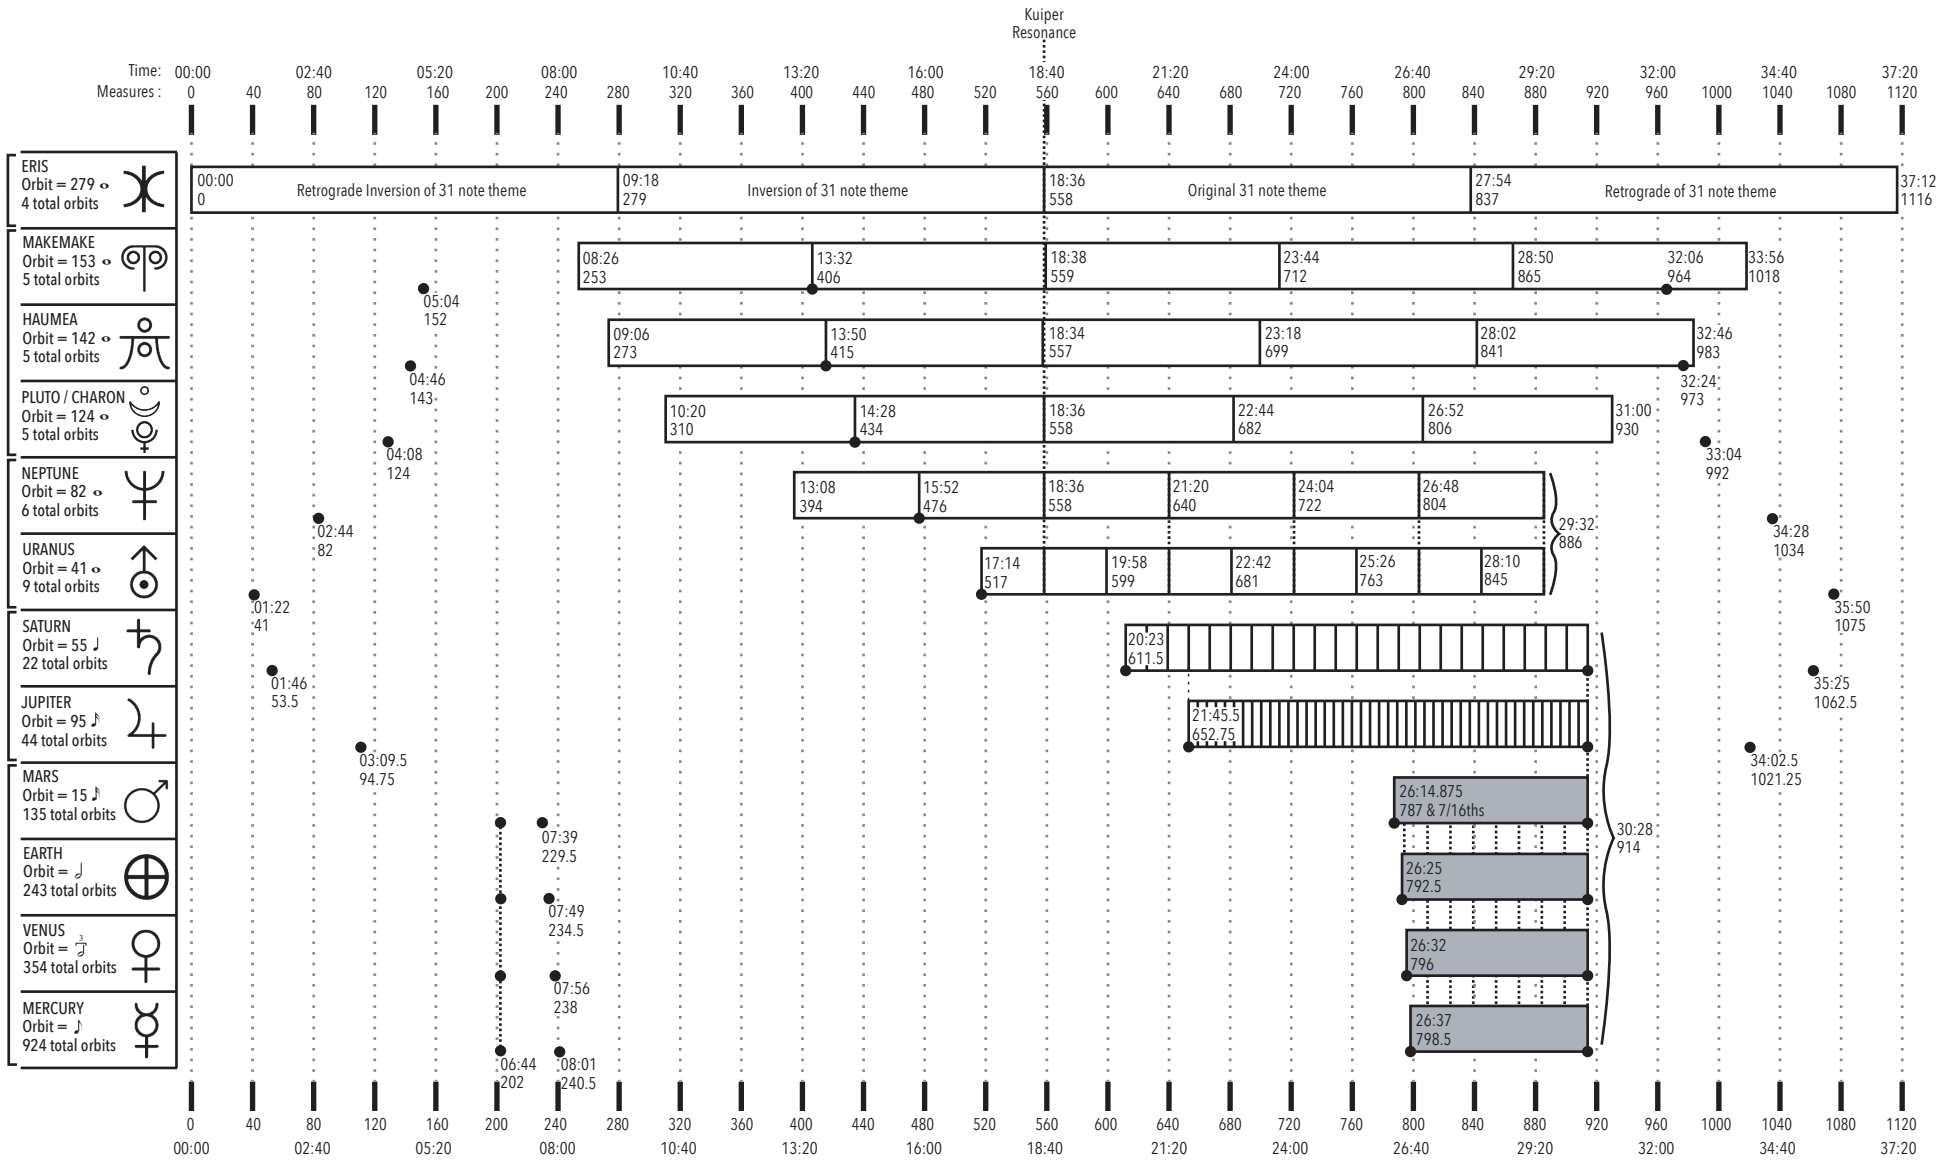 Kuiper
Resonance
Time: 00:00 02:40 05:20 08:00 10:40 13:20 16:00 18:40 21:20 24:00 26:40 29:20 32:00 34:40 37:20
Measures : 0 40 80 120 160 200 240 280 320 360 400 440 480 520 560 600 640 680 720 760 800 840 880 920 960 1000 1040 1080 1120
ERIS
Orbit = 279 𝅝
4 total orbits
00:00
0
Retrograde Inversion of 31 note theme
09:18
279
Inversion of 31 note theme
18:36
558
Original 31 note theme
27:54
837
Retrograde of 31 note theme
37:12
1116
MAKEMAKE
Orbit = 153 𝅝
5 total orbits
05:04
152
08:26
253
13:32
406
18:38
559
23:44
712
28:50
865
32:06
964
33:56
1018
HAUMEA
Orbit = 142 𝅝
5 total orbits
04:46
143
09:06
273
13:50
415
18:34
557
23:18
699
28:02
841
32:46
983
32:24
973
PLUTO / CHARON
Orbit = 124 𝅝
5 total orbits
04:08
124
10:20
310
14:28
434
18:36
558
22:44
682
26:52
806
31:00
930
33:04
992
NEPTUNE
Orbit = 82 𝅝
6 total orbits
02:44
82
13:08
394
15:52
476
18:36
558
21:20
640
24:04
722
26:48
804
29:32
886
34:28
1034
URANUS
Orbit = 41 𝅝
9 total orbits
01:22
41
17:14
517
19:58
599
22:42
681
25:26
763
28:10
845
35:50
1075
SATURN
Orbit = 55 ♩
22 total orbits
01:46
53.5
20:23
611.5
35:25
1062.5
JUPITER
Orbit = 95 𝅘𝅥𝅯
44 total orbits
03:09.5
94.75
21:45.5
652.75
34:02.5
1021.25
MARS
Orbit = 15 𝅘𝅥𝅯
135 total orbits
07:39
229.5
26:14.875
787 & 7/16ths
30:28
914
EARTH
Orbit = 𝅗𝅥
243 total orbits
07:49
234.5
26:25
792.5
VENUS
Orbit = 3 𝅗𝅥
354 total orbits
07:56
238
26:32
796
MERCURY
Orbit = ♪
924 total orbits
06:44
202
08:01
240.5
26:37
798.5
0 40 80 120 160 200 240 280 320 360 400 440 480 520 560 600 640 680 720 760 800 840 880 920 960 1000 1040 1080 1120
00:00 02:40 05:20 08:00 10:40 13:20 16:00 18:40 21:20 24:00 26:40 29:20 32:00 34:40 37:20